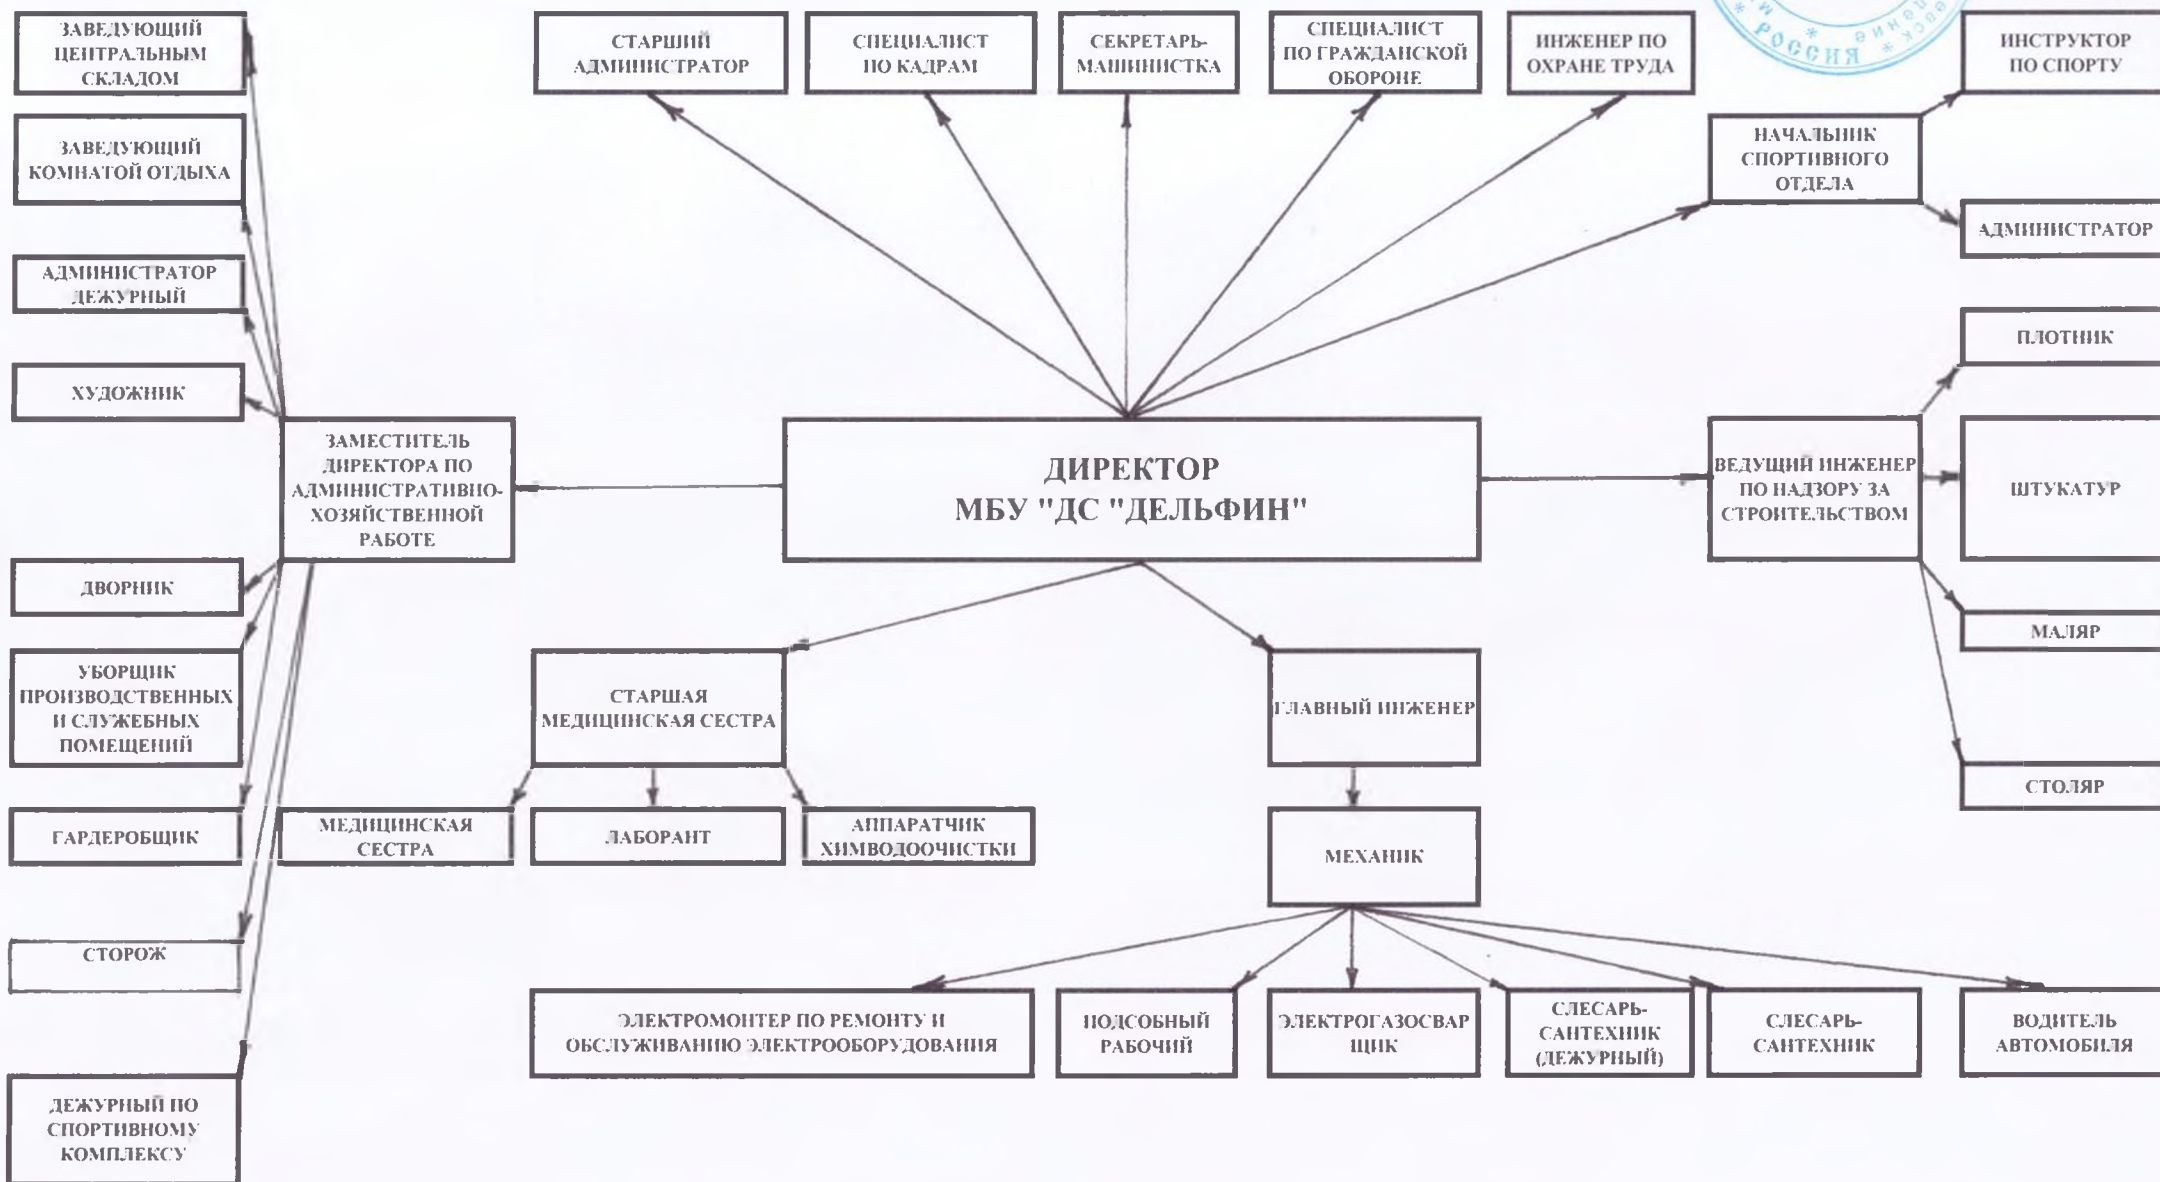 ЗАВЕДУЮЩИЙ
ЦЕНТРАЛЬНЫМ
СКЛАДОМ
СТАРШИЙ
АДМИНИСТРАТОР
СПЕЦИАЛИСТ
ПО КАДРАМ
СЕКРЕТАРЬ-
МАШИНИСТКА
СПЕЦИАЛИСТ
ПО ГРАЖДАНСКОЙ
ОБОРОНЕ
ИНЖЕНЕР ПО
ОХРАНЕ ТРУДА
* РОССИЯ *
ИНСТРУКТОР
ПО СПОРТУ
ЗАВЕДУЮЩИЙ
КОМНАТОЙ ОТДЫХА
НАЧАЛЬНИК
СПОРТИВНОГО
ОТДЕЛА
АДМИНИСТРАТОР
АДМИНИСТРАТОР
ДЕЖУРНЫЙ
ПЛОТНИК
ХУДОЖНИК
ЗАМЕСТИТЕЛЬ
ДИРЕКТОРА ПО
АДМИНИСТРАТИВНО-
ХОЗЯЙСТВЕННОЙ
РАБОТЕ
ДИРЕКТОР
МБУ "ДС "ДЕЛЬФИН"
ВЕДУЩИЙ ИНЖЕНЕР
ПО НАДЗОРУ ЗА
СТРОИТЕЛЬСТВОМ
ШТУКАТУР
ДВОРНИК
МАЛЯР
УБОРЩИК
ПРОИЗВОДСТВЕННЫХ
И СЛУЖЕБНЫХ
ПОМЕЩЕНИЙ
СТАРШАЯ
МЕДИЦИНСКАЯ СЕСТРА
ГЛАВНЫЙ ИНЖЕНЕР
СТОЛЯР
ГАРДЕРОБЩИК
МЕДИЦИНСКАЯ
СЕСТРА
ЛАБОРАНТ
АППАРАТЧИК
ХИМВОДООЧИСТКИ
МЕХАНИК
СТОРОЖ
ЭЛЕКТРОМОНТЕР ПО РЕМОНТУ И
ОБСЛУЖИВАНИЮ ЭЛЕКТРООБОРУДОВАНИЯ
ПОДСОБНЫЙ
РАБОЧИЙ
ЭЛЕКТРОГАЗОСВАР
ЩИК
СЛЕСАРЬ-
САНТЕХНИК
(ДЕЖУРНЫЙ)
СЛЕСАРЬ-
САНТЕХНИК
ВОДИТЕЛЬ
АВТОМОБИЛЯ
ДЕЖУРНЫЙ ПО
СПОРТИВНОМУ
КОМПЛЕКСУ